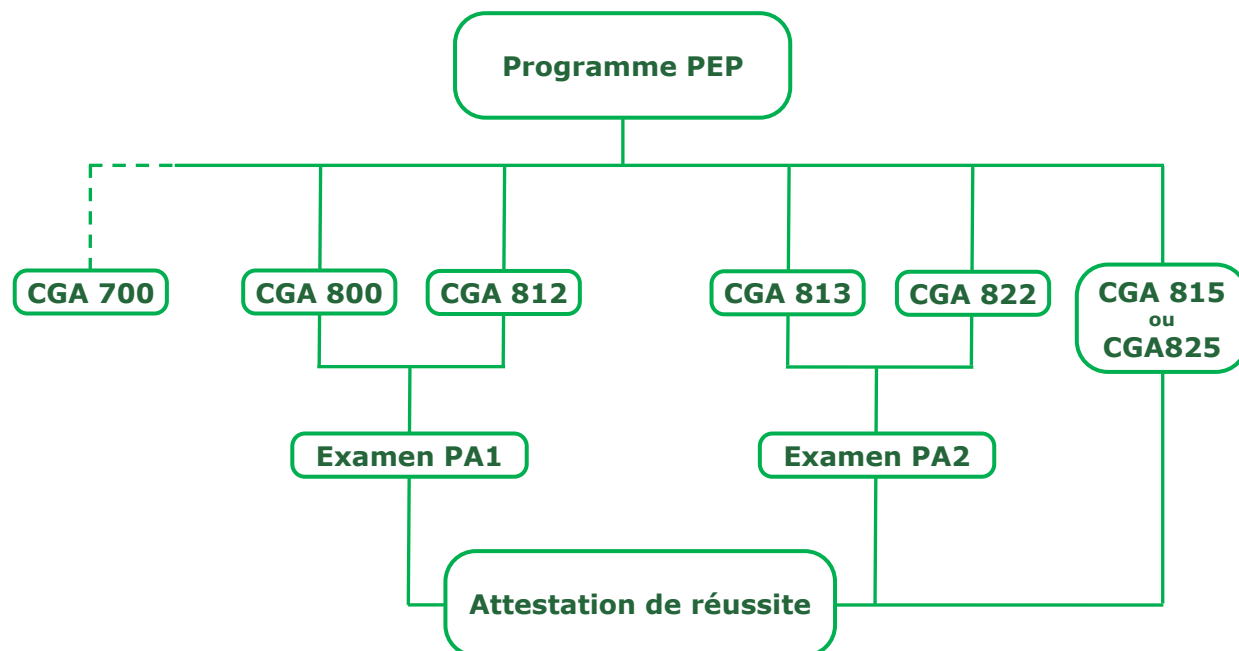 Programme PEP
CGA 700
CGA 800
CGA 812
CGA 813
CGA 822
CGA 815
ou
CGA825
Examen PA1
Examen PA2
Attestation de réussite